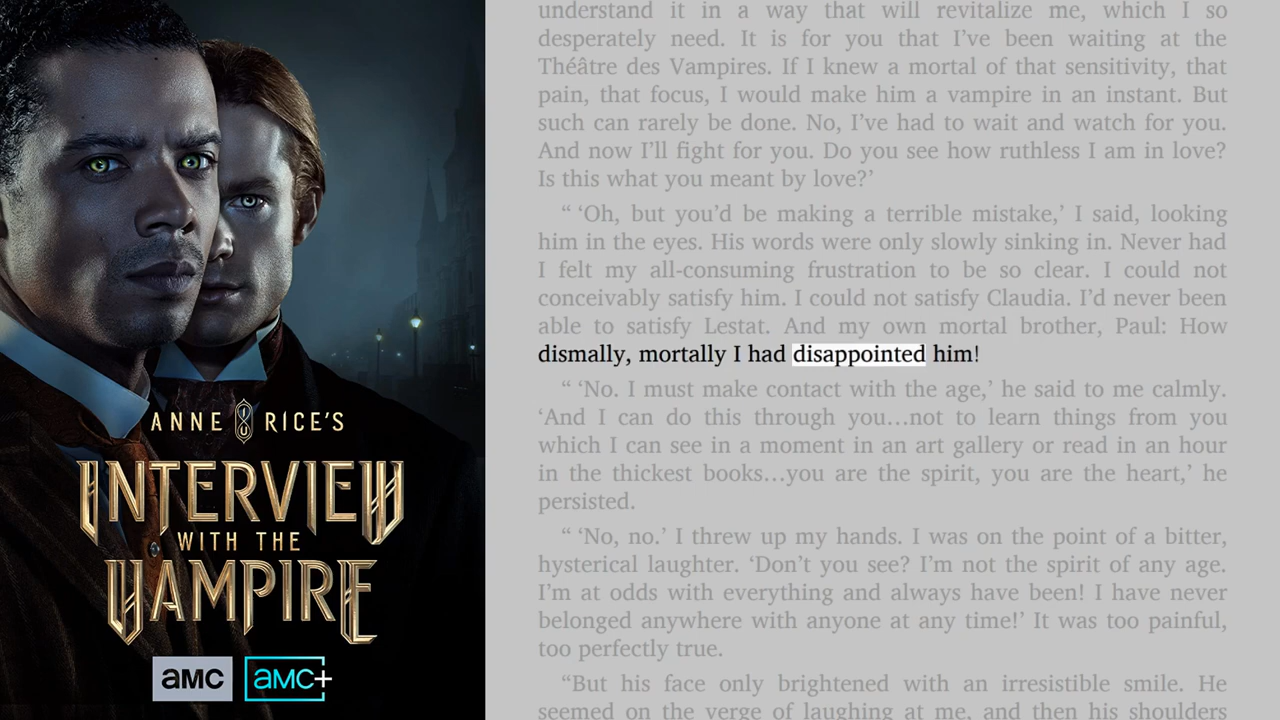 ANNE RICE'S
INTERVIEW
WITH THE
VAMPIRE
aMC
aMC+
understand it in a way that will revitalize me, which I so
desperately need. It is for you that I’ve been waiting at the
Théâtre des Vampires. If I knew a mortal of that sensitivity, that
pain, that focus, I would make him a vampire in an instant. But
such can rarely be done. No, I’ve had to wait and watch for you.
And now I’ll fight for you. Do you see how ruthless I am in love?
Is this what you meant by love?’
“ ‘Oh, but you’d be making a terrible mistake,’ I said, looking
him in the eyes. His words were only slowly sinking in. Never had
I felt my all-consuming frustration to be so clear. I could not
conceivably satisfy him. I could not satisfy Claudia. I’d never been
able to satisfy Lestat. And my own mortal brother, Paul: How
dismally, mortally I had disappointed him!
“ ‘No. I must make contact with the age,’ he said to me calmly.
‘And I can do this through you…not to learn things from you
which I can see in a moment in an art gallery or read in an hour
in the thickest books…you are the spirit, you are the heart,’ he
persisted.
“ ‘No, no.’ I threw up my hands. I was on the point of a bitter,
hysterical laughter. ‘Don’t you see? I’m not the spirit of any age.
I’m at odds with everything and always have been! I have never
belonged anywhere with anyone at any time!’ It was too painful,
too perfectly true.
“But his face only brightened with an irresistible smile. He
seemed on the verge of laughing at me, and then his shoulders